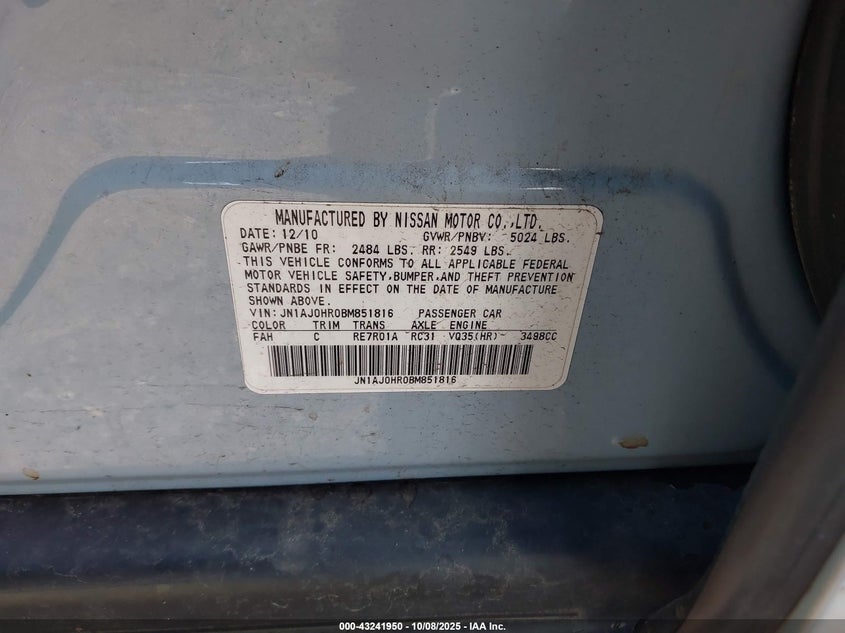 MANUFACTURED BY NISSAN MOTOR CO.,LTD.
DATE: 12/10 GVWR/PNBY: 5024 LBS.
GAWR/PNBE FR: 2484 LBS. RR: 2549 LBS.
THIS VEHICLE CONFORMS TO ALL APPLICABLE FEDERAL
MOTOR VEHICLE SAFETY,BUMPER,AND THEFT PREVENTION
STANDARDS IN EFFECT ON THE DATE OF MANUFACTURE
SHOWN ABOVE.
VIN: JN1AJ0HR0BM851816 PASSENGER CAR
COLOR TRIM TRANS AXLE ENGINE
FAH C RE7R01A RC31 VQ35(HR)- 3498CC
JN1AJ0HR0BM851816
000-43241950 - 10/08/2025 - IAA Inc.